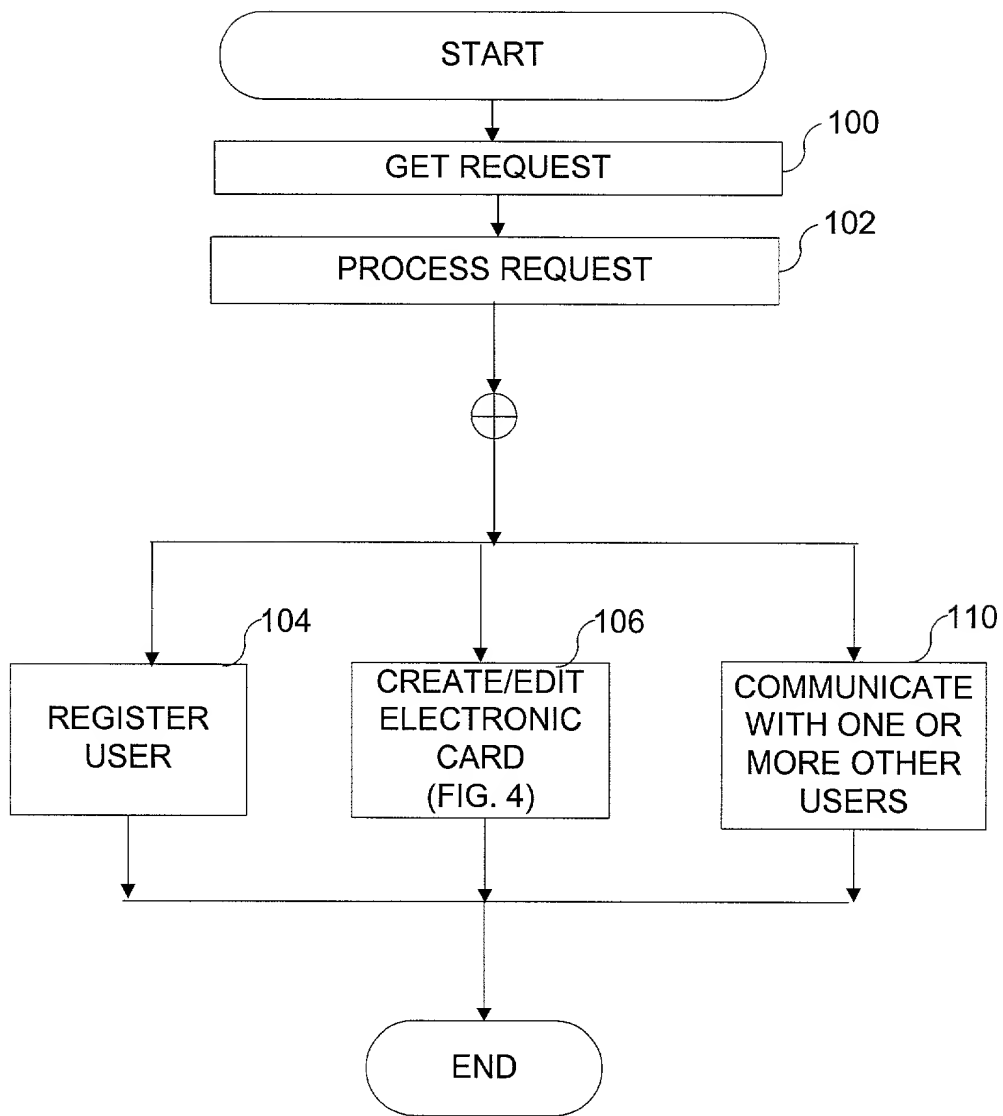 START
100
GET REQUEST
102
PROCESS REQUEST
104
REGISTER
USER
106
CREATE/EDIT
ELECTRONIC
CARD
(FIG. 4)
110
COMMUNICATE
WITH ONE OR
MORE OTHER
USERS
END